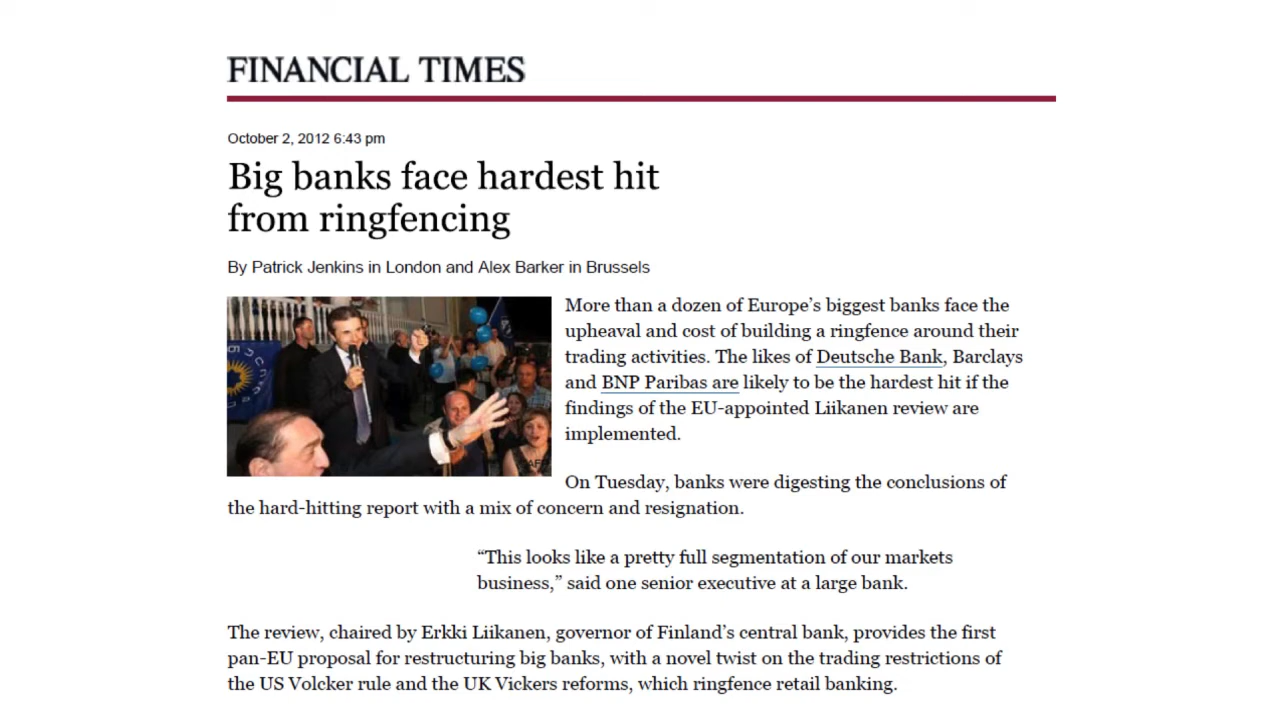 FINANCIAL TIMES
October 2, 2012 6:43 pm
Big banks face hardest hit
from ringfencing
By Patrick Jenkins in London and Alex Barker in Brussels
More than a dozen of Europe’s biggest banks face the
upheaval and cost of building a ringfence around their
trading activities. The likes of Deutsche Bank, Barclays
and BNP Paribas are likely to be the hardest hit if the
findings of the EU-appointed Liikanen review are
implemented.
On Tuesday, banks were digesting the conclusions of
the hard-hitting report with a mix of concern and resignation.
“This looks like a pretty full segmentation of our markets
business,” said one senior executive at a large bank.
The review, chaired by Erkki Liikanen, governor of Finland’s central bank, provides the first
pan-EU proposal for restructuring big banks, with a novel twist on the trading restrictions of
the US Volcker rule and the UK Vickers reforms, which ringfence retail banking.